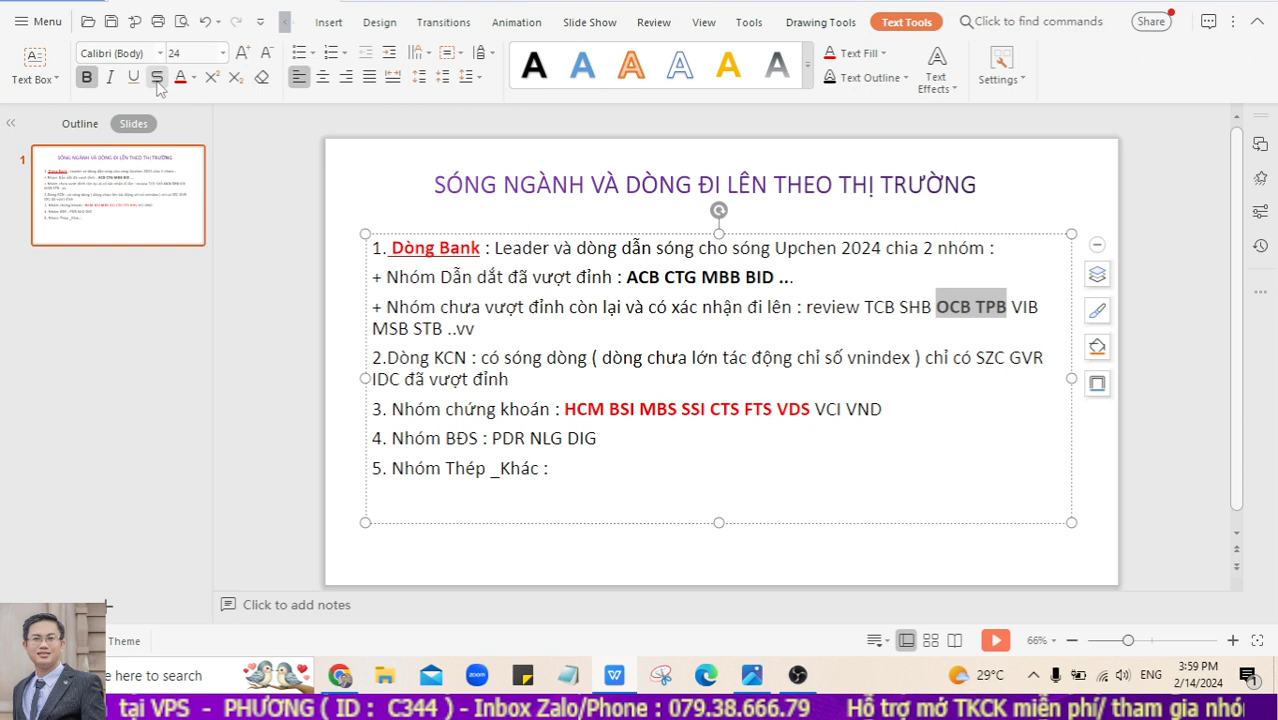 Menu Insert Design Transitions Animation Slide Show Review View Tools Drawing Tools Text Tools Click to find commands Share
Text Box Calibri (Body) 24 Text Fill Text Outline Text Effects Settings
Outline Slides
1
SÓNG NGÀNH VÀ DÒNG ĐI LÊN THEO THỊ TRƯỜNG
1. Dòng Bank : Leader và dòng dẫn sóng cho sóng Upchen 2024 chia 2 nhóm :
+ Nhóm Dẫn dắt đã vượt đỉnh : ACB CTG MBB BID ...
+ Nhóm chưa vượt đỉnh còn lại và có xác nhận đi lên : review TCB SHB OCB TPB VIB
MSB STB ..vv
2.Dòng KCN : có sóng dòng ( dòng chưa lớn tác động chỉ số vnindex ) chỉ có SZC GVR
IDC đã vượt đỉnh
3. Nhóm chứng khoán : HCM BSI MBS SSI CTS FTS VDS VCI VND
4. Nhóm BĐS : PDR NLG DIG
5. Nhóm Thép _Khác :
Click to add notes
Theme
66%
here to search
29°C
ENG
3:59 PM
2/14/2024
tại VPS - PHƯƠNG ( ID : C344 ) - Inbox Zalo/Phone : 079.38.666.79 Hỗ trợ mở TKCK miễn phí/ tham gia nhó